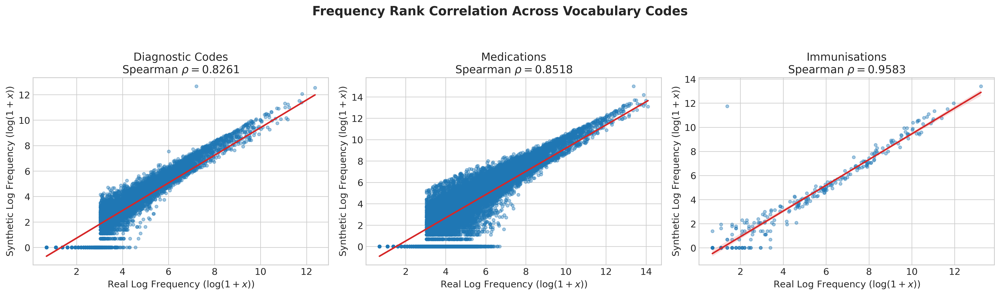 Frequency Rank Correlation Across Vocabulary Codes
Diagnostic Codes
Spearman ρ = 0.8261
Synthetic Log Frequency (log(1 + x))
12
10
8
6
4
2
0
2 4 6 8 10 12
Real Log Frequency (log(1 + x))
Medications
Spearman ρ = 0.8518
Synthetic Log Frequency (log(1 + x))
14
12
10
8
6
4
2
0
2 4 6 8 10 12 14
Real Log Frequency (log(1 + x))
Immunisations
Spearman ρ = 0.9583
Synthetic Log Frequency (log(1 + x))
14
12
10
8
6
4
2
0
2 4 6 8 10 12
Real Log Frequency (log(1 + x))